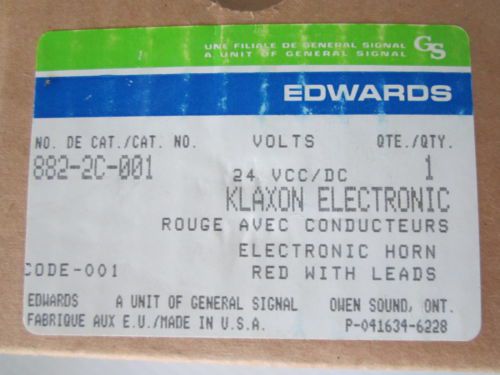 UNE FILIALE DE GENERAL SIGNAL GS
A UNIT OF GENERAL SIGNAL
EDWARDS
NO. DE CAT./CAT. NO. VOLTS QTE./QTY.
882-2C-001 24 VCC/DC 1
KLAXON ELECTRONIC
ROUGE AVEC CONDUCTEURS
ELECTRONIC HORN
CODE-001 RED WITH LEADS
EDWARDS A UNIT OF GENERAL SIGNAL OWEN SOUND, ONT.
FABRIQUE AUX E.U./MADE IN U.S.A. P-041634-6228